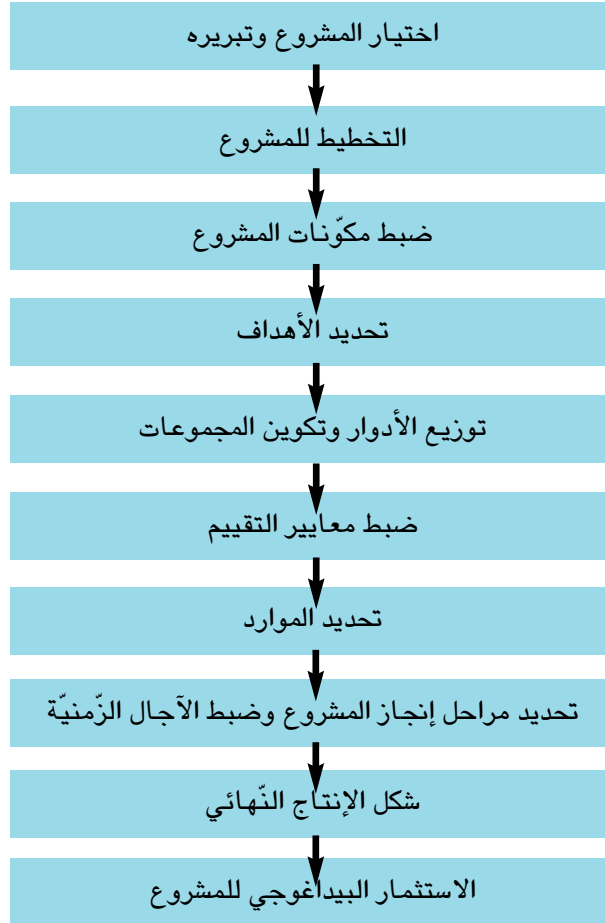 اختيار المشروع وتبريره
التخطيط للمشروع
ضبط مكوّنات المشروع
تحديد الأهداف
توزيع الأدوار وتكوين المجموعات
ضبط معايير التقييم
تحديد الموارد
تحديد مراحل إنجاز المشروع وضبط الآجال الزّمنيّة
شكل الإنتاج النّهائي
الاستثمار البيداغوجي للمشروع